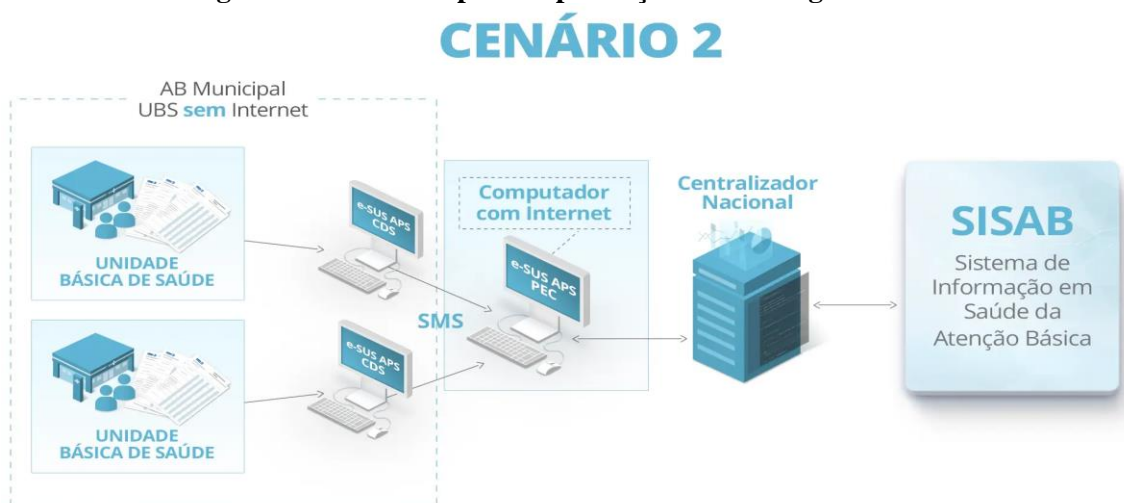 CENÁRIO 2
AB Municipal
UBS sem Internet
UNIDADE
BÁSICA DE SAÚDE
e-SUS APS
CDS
UNIDADE
BÁSICA DE SAÚDE
e-SUS APS
CDS
SMS
Computador
com Internet
e-SUS APS
PEC
Centralizador
Nacional
SISAB
Sistema de
Informação em
Saúde da
Atenção Básica